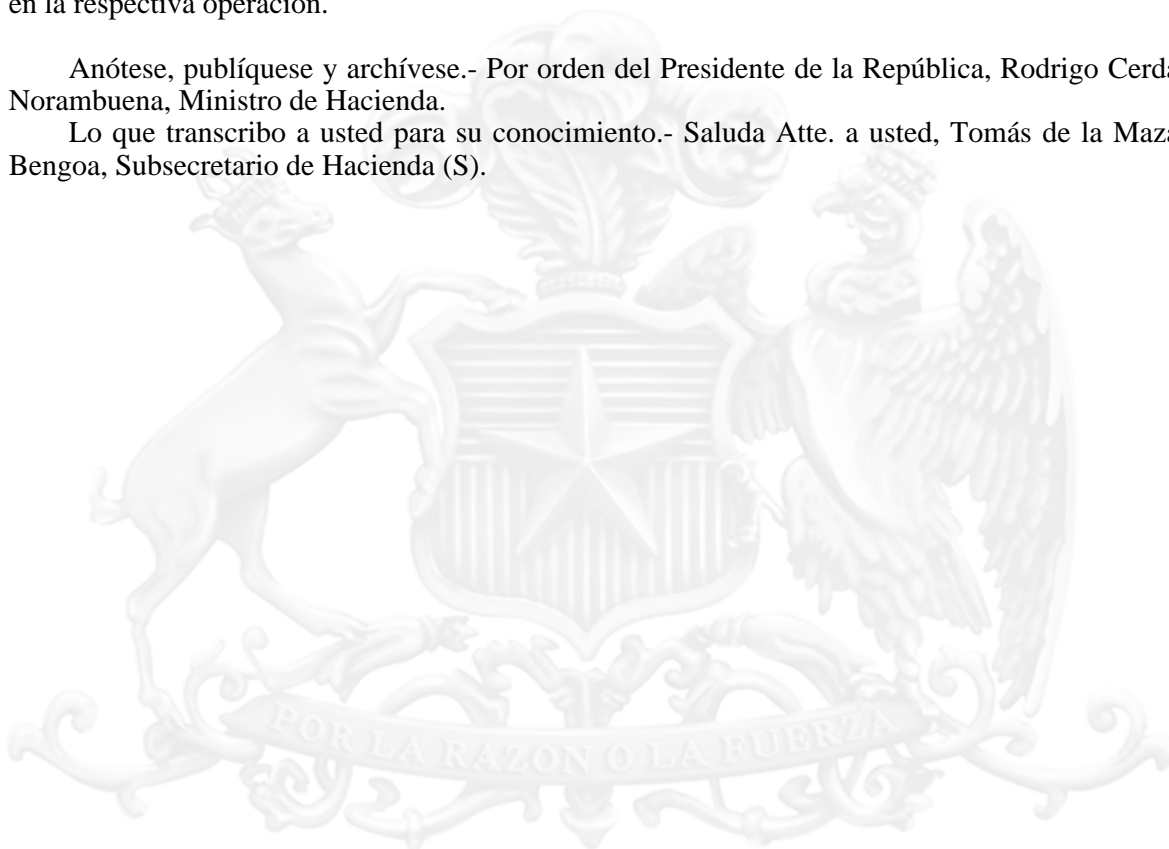 en la respectiva operación.
Anótese, publíquese y archívese.- Por orden del Presidente de la República, Rodrigo Cerda
Norambuena, Ministro de Hacienda.
Lo que transcribo a usted para su conocimiento.- Saluda Atte. a usted, Tomás de la Maza
Bengoa, Subsecretario de Hacienda (S).
POR LA RAZON O LA FUERZA